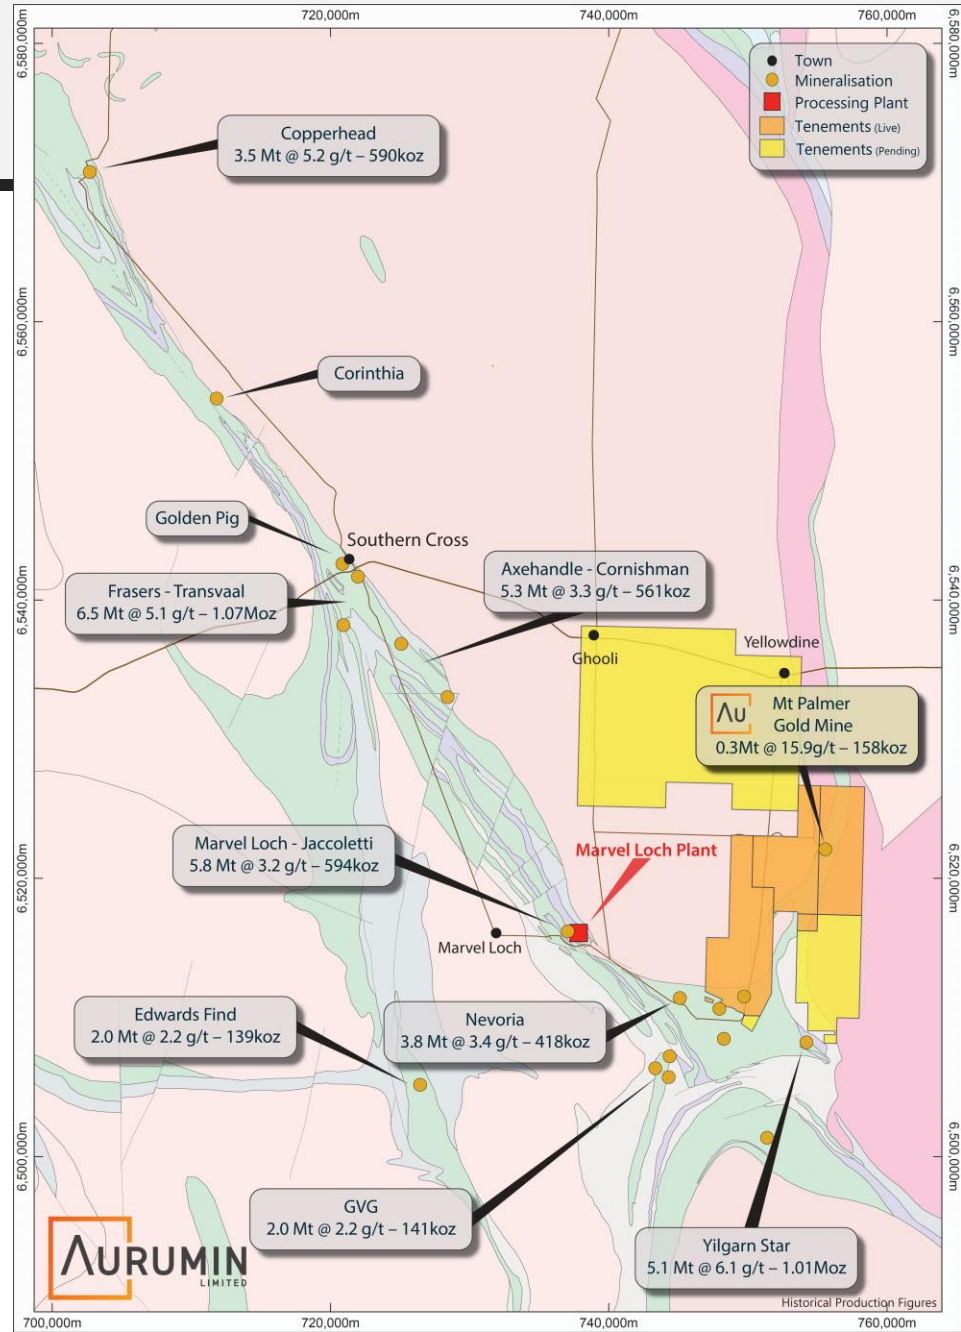 720,000m
740,000m
760,000m
6,580,000m
6,580,000m
Town
Mineralisation
Processing Plant
Tenements (Live)
Tenements (Pending)
Copperhead
3.5 Mt @ 5.2 g/t – 590koz
6,560,000m
6,560,000m
Corinthia
Golden Pig
Southern Cross
Axehandle - Cornishman
5.3 Mt @ 3.3 g/t – 561koz
Frasers - Transvaal
6.5 Mt @ 5.1 g/t – 1.07Moz
6,540,000m
6,540,000m
Ghooli
Yellowdine
Au
Mt Palmer
Gold Mine
0.3Mt @ 15.9g/t – 158koz
Marvel Loch - Jaccoletti
5.8 Mt @ 3.2 g/t – 594koz
Marvel Loch Plant
6,520,000m
6,520,000m
Marvel Loch
Edwards Find
2.0 Mt @ 2.2 g/t – 139koz
Nevoria
3.8 Mt @ 3.4 g/t – 418koz
6,500,000m
6,500,000m
GVG
2.0 Mt @ 2.2 g/t – 141koz
Yilgarn Star
5.1 Mt @ 6.1 g/t – 1.01Moz
AURUMIN
LIMITED
Historical Production Figures
700,000m
720,000m
740,000m
760,000m